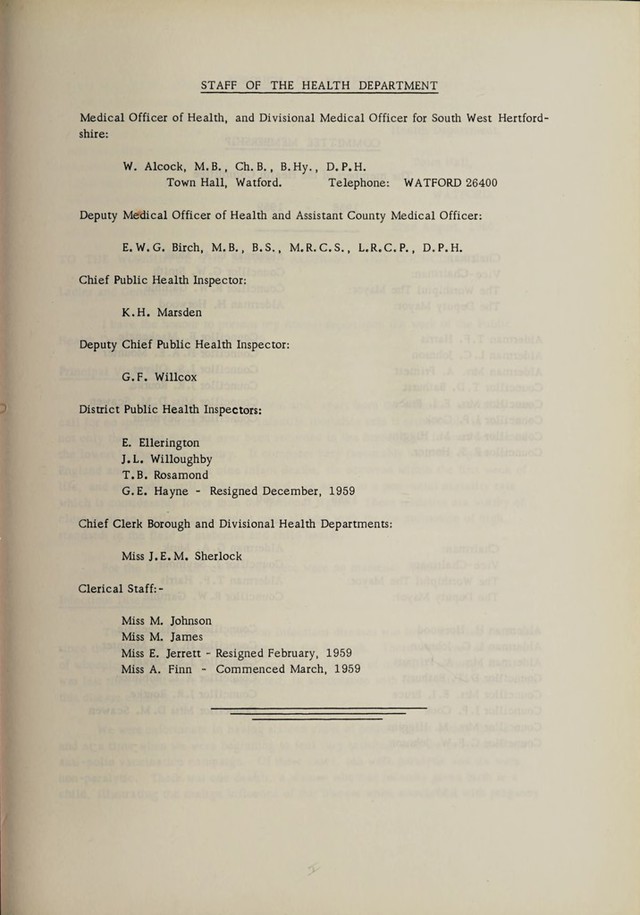 STAFF OF THE HEALTH DEPARTMENT
Medical Officer of Health, and Divisional Medical Officer for South West Hertford-
shire:
W. Alcock, M.B., Ch.B., B.Hy., D.P.H.
Town Hall, Watford. Telephone: WATFORD 26400
Deputy Medical Officer of Health and Assistant County Medical Officer:
E.W.G. Birch, M.B., B.S., M.R.C.S., L.R.C.P., D.P.H.
Chief Public Health Inspector:
K.H. Marsden
Deputy Chief Public Health Inspector:
G.F. Willcox
District Public Health Inspectors:
E. Ellerington
J.L. Willoughby
T.B. Rosamond
G.E. Hayne - Resigned December, 1959
Chief Clerk Borough and Divisional Health Departments:
Miss J.E.M. Sherlock
Clerical Staff:-
Miss M. Johnson
Miss M. James
Miss E. Jerrett - Resigned February, 1959
Miss A. Finn - Commenced March, 1959